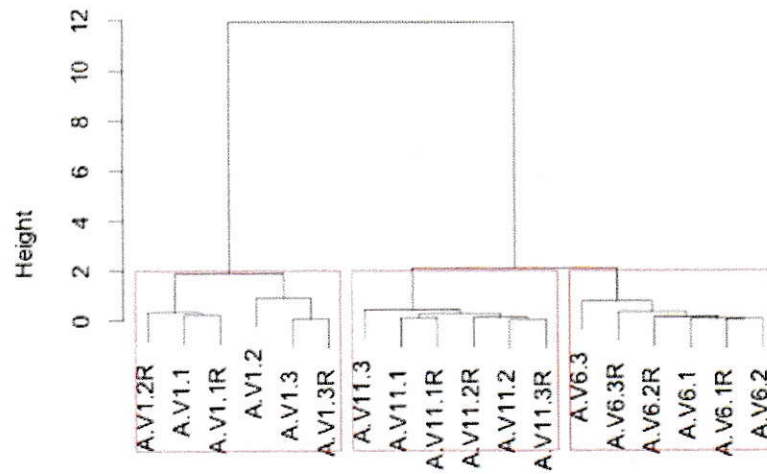 Height
12
10
8
6
4
2
0
A.V1.2R
A.V1.1
A.V1.1R
A.V1.2
A.V1.3
A.V1.3R
A.V11.3
A.V11.1
A.V11.1R
A.V11.2R
A.V11.2
A.V11.3R
A.V6.3
A.V6.3R
A.V6.2R
A.V6.1
A.V6.1R
A.V6.2